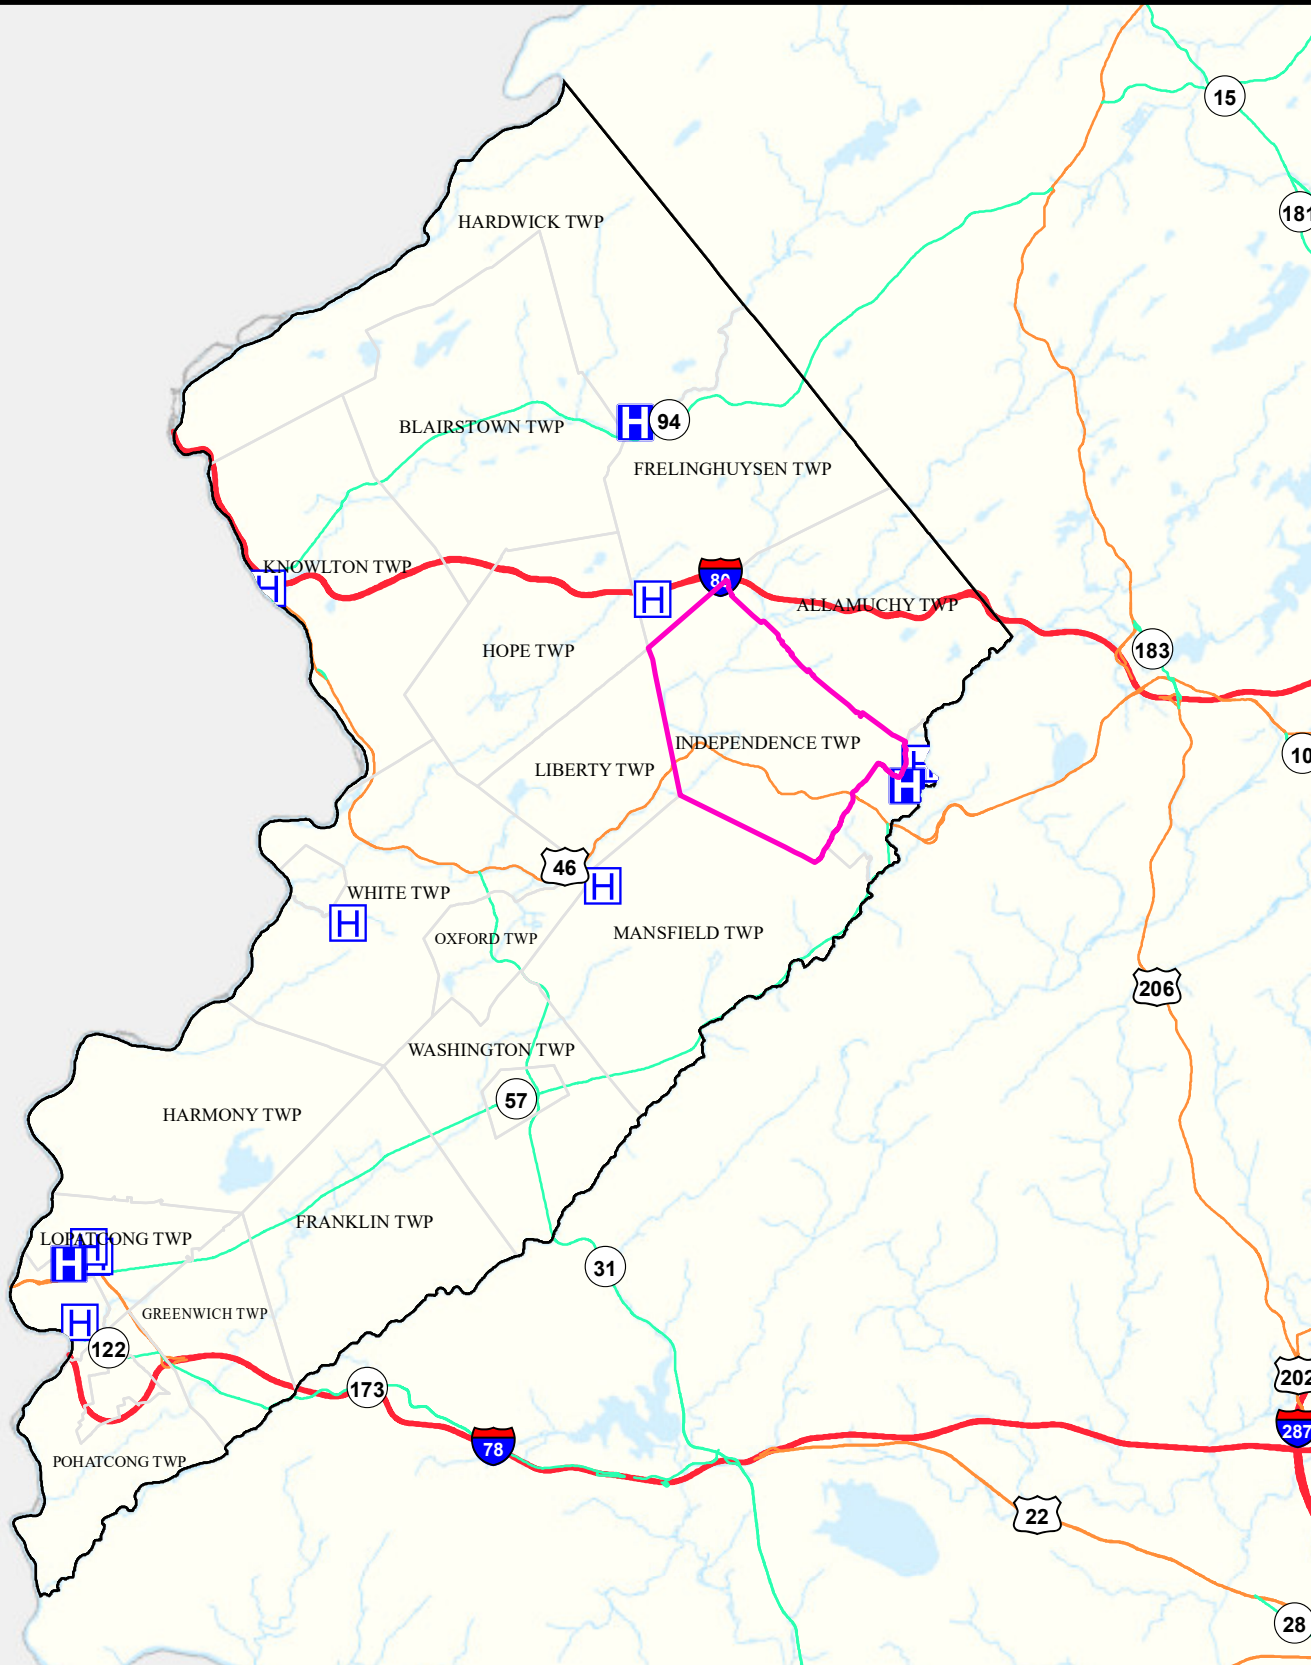 15
181
HARDWICK TWP
H
94
BLAIRSTOWN TWP
FRELINGHUYSEN TWP
KNOWLTON TWP
H
H
80
ALLAMUCHY TWP
183
HOPE TWP
INDEPENDENCE TWP
10
LIBERTY TWP
H
46
H
WHITE TWP
H
OXFORD TWP
MANSFIELD TWP
206
WASHINGTON TWP
57
HARMONY TWP
FRANKLIN TWP
LOPATCONG TWP
H
H
31
GREENWICH TWP
H
122
202
173
287
78
POHATCONG TWP
22
28